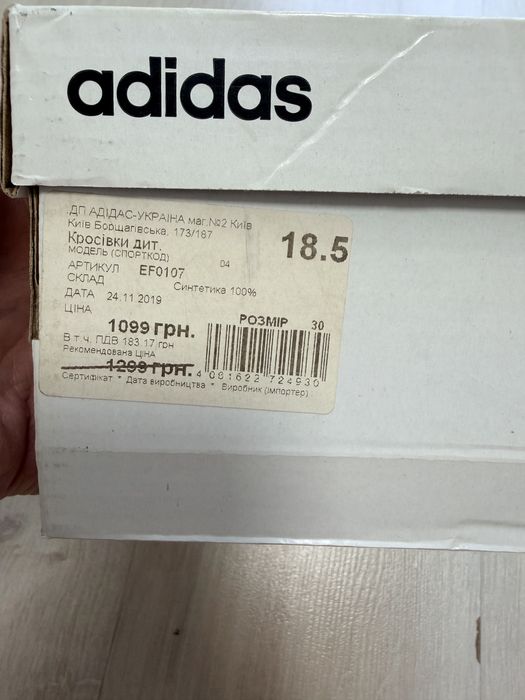 adidas
ДП АДІДАС-УКРАЇНА маг.№2 Київ
Київ Борщагівська, 173/187
Кросівки дит. 18.5
МОДЕЛЬ (СПОРТКОД) 04
АРТИКУЛ EF0107
СКЛАД Синтетика 100%
ДАТА 24.11.2019
ЦІНА
1099 грн. РОЗМІР 30
В т.ч. ПДВ 183.17 грн
Рекомендована ЦІНА
1299 грн.
4 061622 724930
Сертифікат * Дата виробництва * Виробник (імпортер)